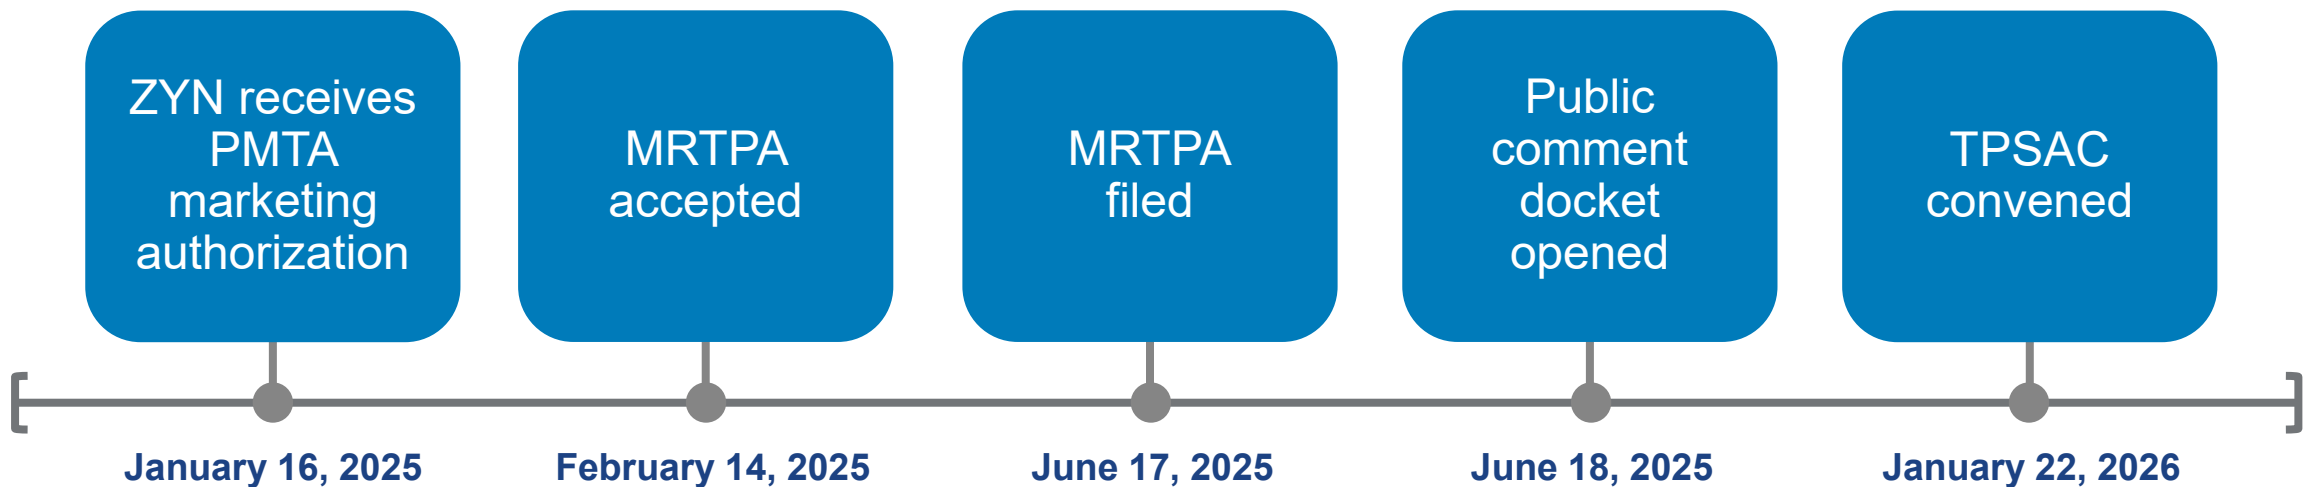 ZYN receives
PMTA
marketing
authorization
MRTPA
accepted
MRTPA
filed
Public
comment
docket
opened
TPSAC
convened
January 16, 2025
February 14, 2025
June 17, 2025
June 18, 2025
January 22, 2026